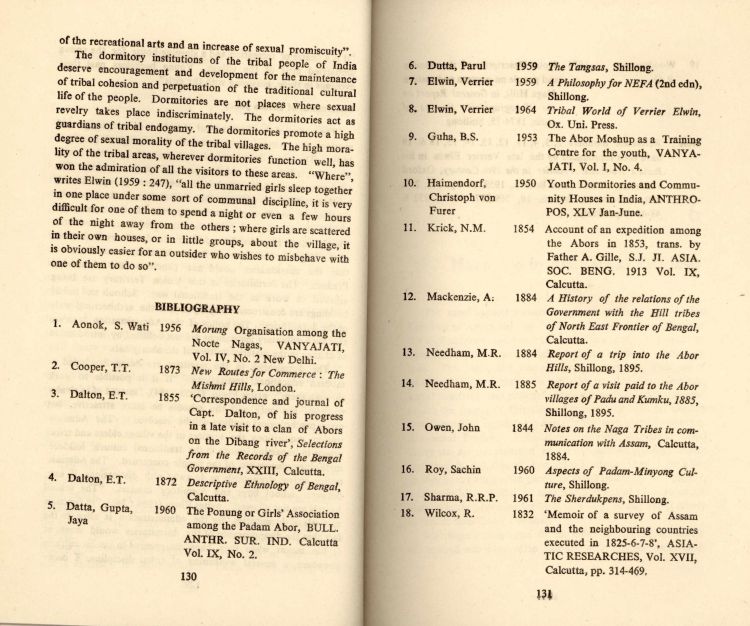 of the recreational arts and an increase of sexual promiscuity".
The dormitory institutions of the tribal people of India
deserve encouragement and development for the maintenance
of tribal cohesion and perpetuation of the traditional cultural
life of the people. Dormitories are not places where sexual
revelry takes place indiscriminately. The dormitories act as
guardians of tribal endogamy. The dormitories promote a high
degree of sexual morality of the tribal villages. The high mora-
lity of the tribal areas, wherever dormitories function well, has
won the admiration of all the visitors to these areas. "Where",
writes Elwin (1959 : 247), "all the unmarried girls sleep together
in one place under some sort of communal discipline, it is very
difficult for one of them to spend a night or even a few hours
of the night away from the others ; where girls are scattered
in their own houses, or in little groups, about the village, it
is obviously easier for an outsider who wishes to misbehave with
one of them to do so".
BIBLIOGRAPHY
1. Aonok, S. Wati 1956 Morung Organisation among the
Nocte Nagas, VANYAJATI,
Vol. IV, No. 2 New Delhi.
2. Cooper, T.T. 1873 New Routes for Commerce : The
Mishmi Hills, London.
3. Dalton, E.T. 1855 'Correspondence and journal of
Capt. Dalton, of his progress
in a late visit to a clan of Abors
on the Dibang river', Selections
from the Records of the Bengal
Government, XXIII, Calcutta.
4. Dalton, E.T. 1872 Descriptive Ethnology of Bengal,
Calcutta.
5. Datta, Gupta, 1960 The Ponung or Girls' Association
Jaya among the Padam Abor, BULL.
ANTHR. SUR. IND. Calcutta
Vol. IX, No. 2.
130
6. Dutta, Parul 1959 The Tangsas, Shillong.
7. Elwin, Verrier 1959 A Philosophy for NEFA (2nd edn),
Shillong.
8. Elwin, Verrier 1964 Tribal World of Verrier Elwin,
Ox. Uni. Press.
9. Guha, B.S. 1953 The Abor Moshup as a Training
Centre for the youth, VANYA-
JATI, Vol. I, No. 4.
10. Haimendorf, 1950 Youth Dormitories and Commu-
Christoph von nity Houses in India, ANTHRO-
Furer POS, XLV Jan-June.
11. Krick, N.M. 1854 Account of an expedition among
the Abors in 1853, trans. by
Father A. Gille, S.J. JI. ASIA.
SOC. BENG. 1913 Vol. IX,
Calcutta.
12. Mackenzie, A. 1884 A History of the relations of the
Government with the Hill tribes
of North East Frontier of Bengal,
Calcutta.
13. Needham, M.R. 1884 Report of a trip into the Abor
Hills, Shillong, 1895.
14. Needham, M.R. 1885 Report of a visit paid to the Abor
villages of Padu and Kumku, 1885,
Shillong, 1895.
15. Owen, John 1844 Notes on the Naga Tribes in com-
munication with Assam, Calcutta,
1884.
16. Roy, Sachin 1960 Aspects of Padam-Minyong Cul-
ture, Shillong.
17. Sharma, R.R.P. 1961 The Sherdukpens, Shillong.
18. Wilcox, R. 1832 'Memoir of a survey of Assam
and the neighbouring countries
executed in 1825-6-7-8', ASIA-
TIC RESEARCHES, Vol. XVII,
Calcutta, pp. 314-469.
131